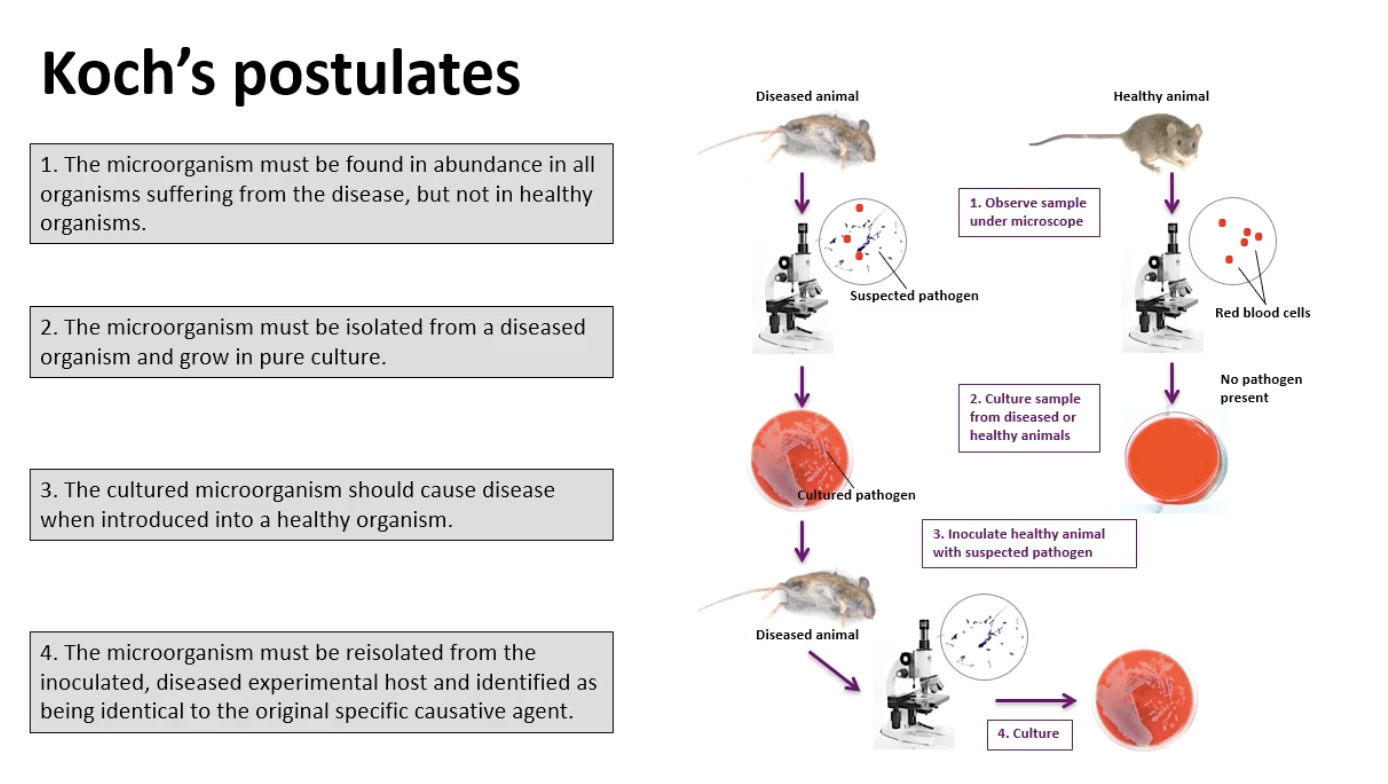 Koch’s postulates
1. The microorganism must be found in abundance in all
organisms suffering from the disease, but not in healthy
organisms.
2. The microorganism must be isolated from a diseased
organism and grow in pure culture.
3. The cultured microorganism should cause disease
when introduced into a healthy organism.
4. The microorganism must be reisolated from the
inoculated, diseased experimental host and identified as
being identical to the original specific causative agent.
Diseased animal
Healthy animal
1. Observe sample
under microscope
Suspected pathogen
Red blood cells
No pathogen
present
2. Culture sample
from diseased or
healthy animals
Cultured pathogen
3. Inoculate healthy animal
with suspected pathogen
Diseased animal
4. Culture